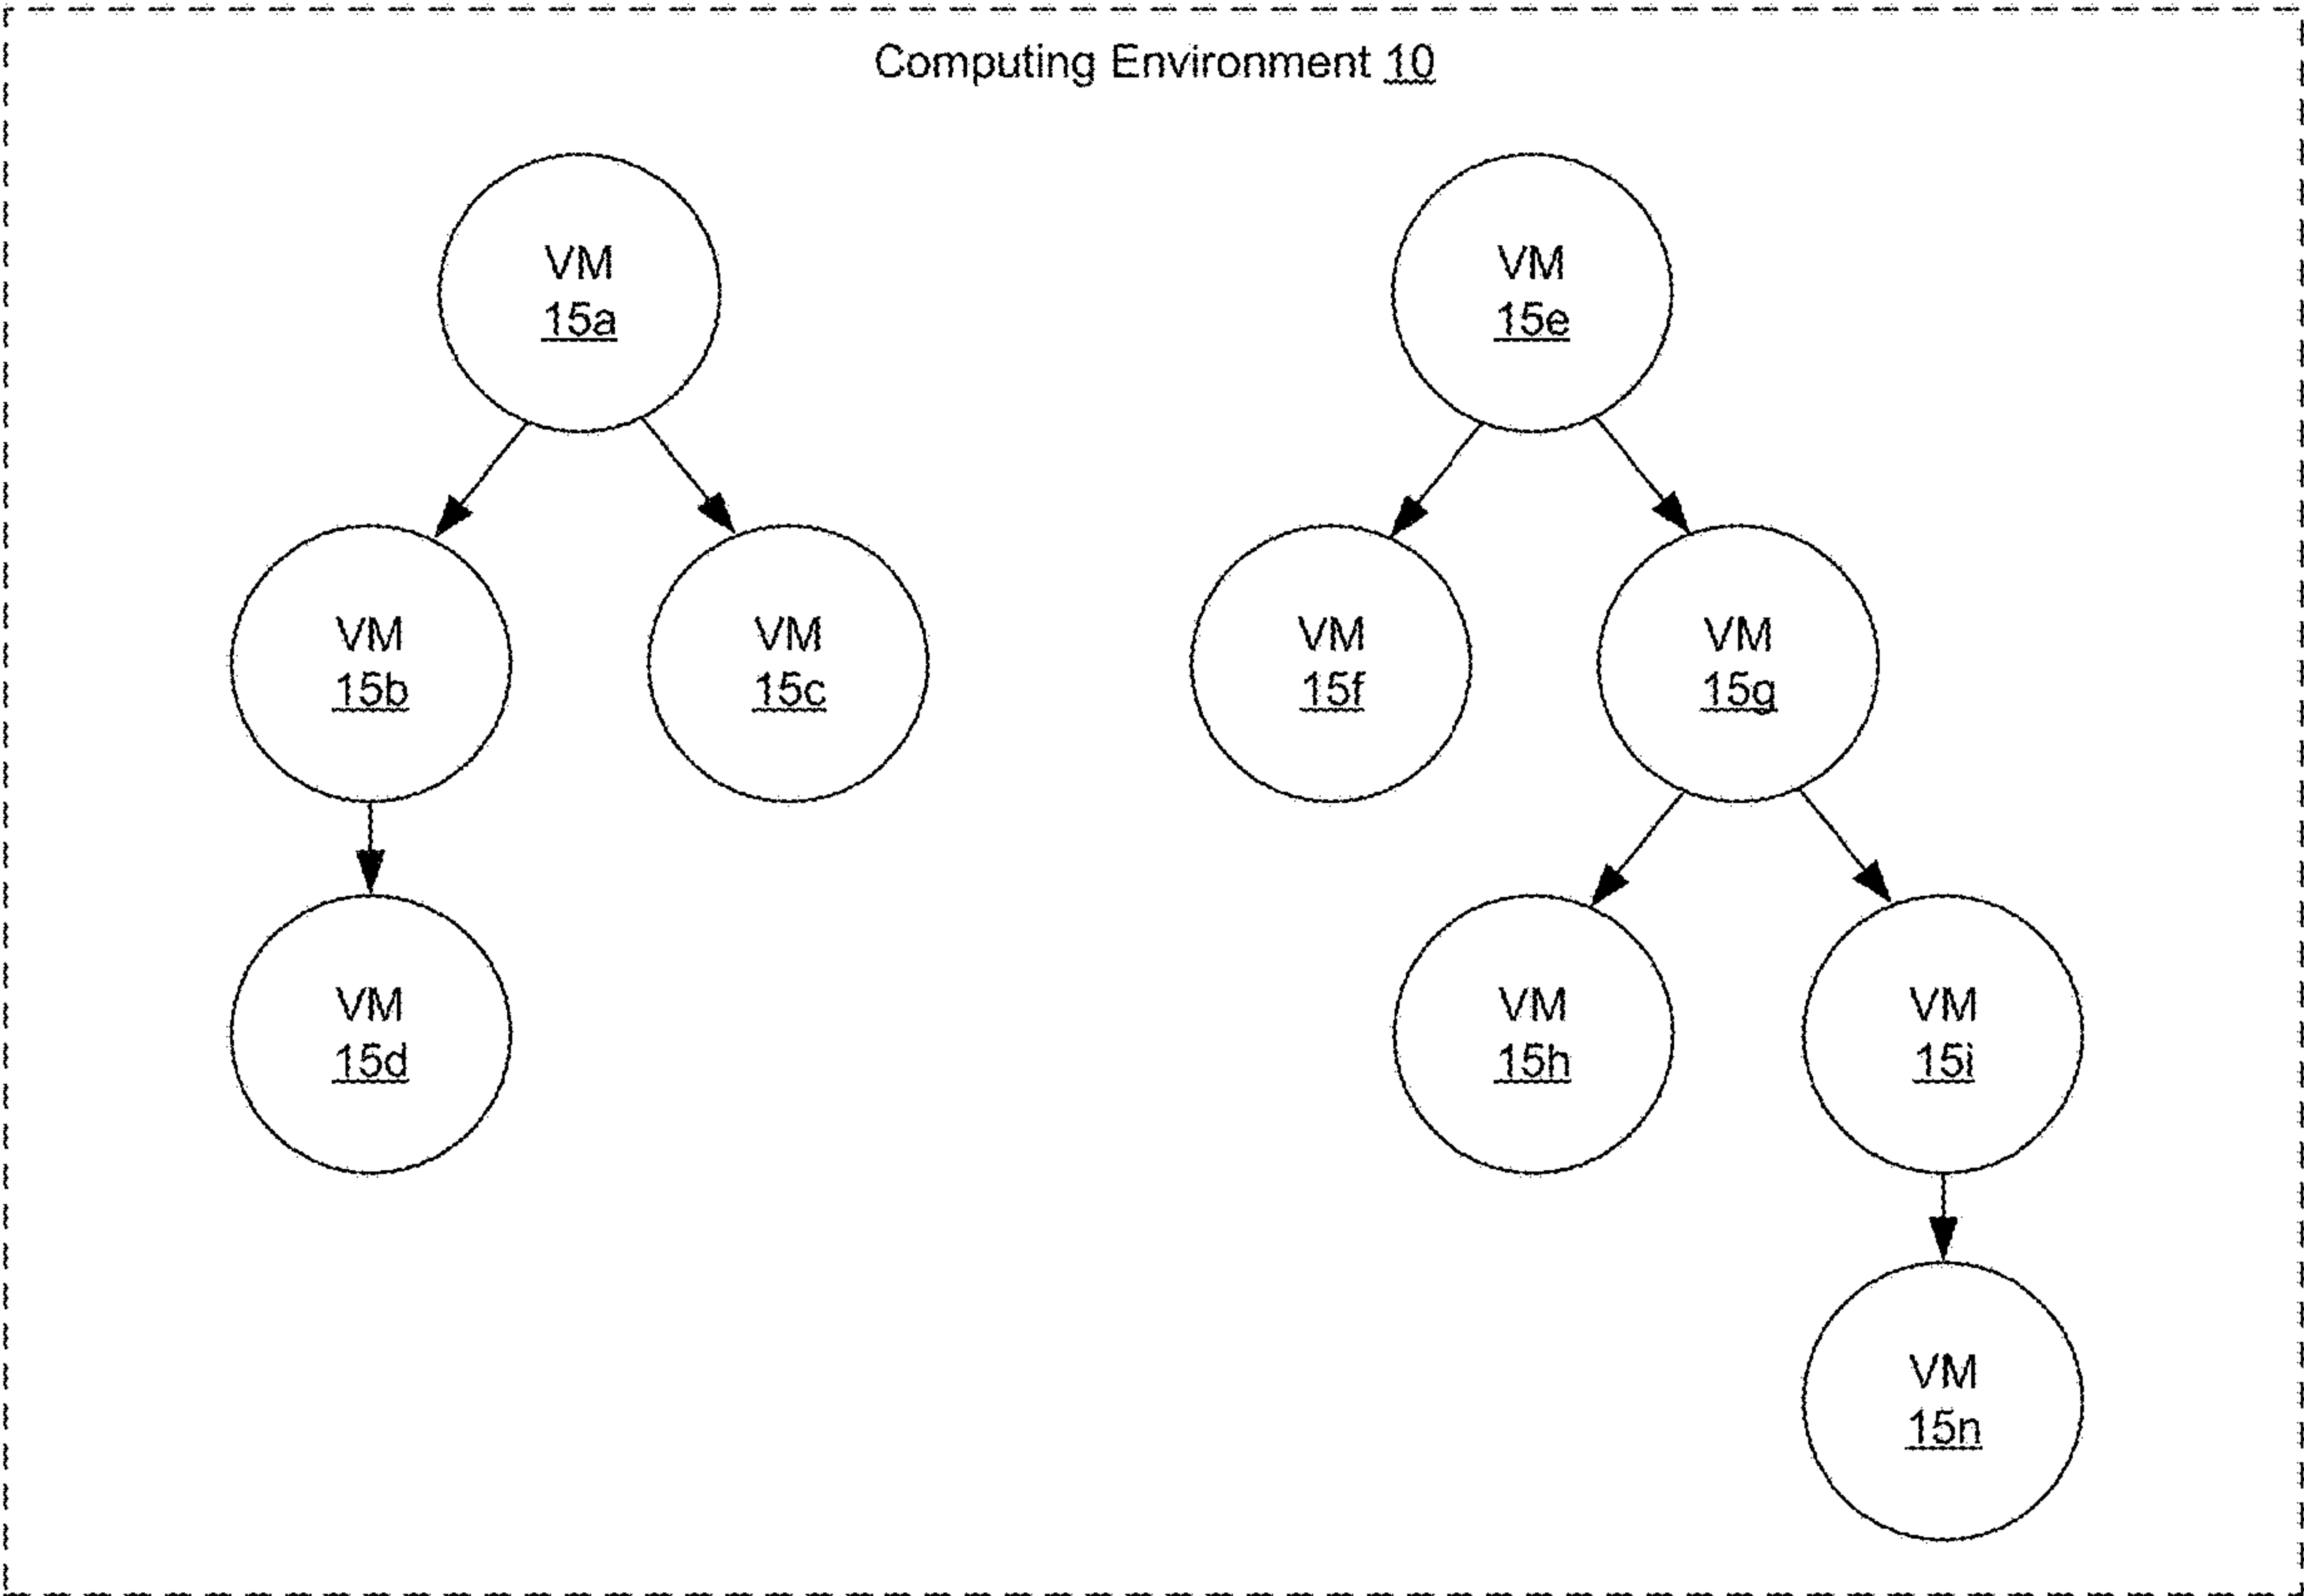 Computing Environment 10
VM
15a
VM
15e
VM
15b
VM
15c
VM
15f
VM
15g
VM
15d
VM
15h
VM
15i
VM
15n